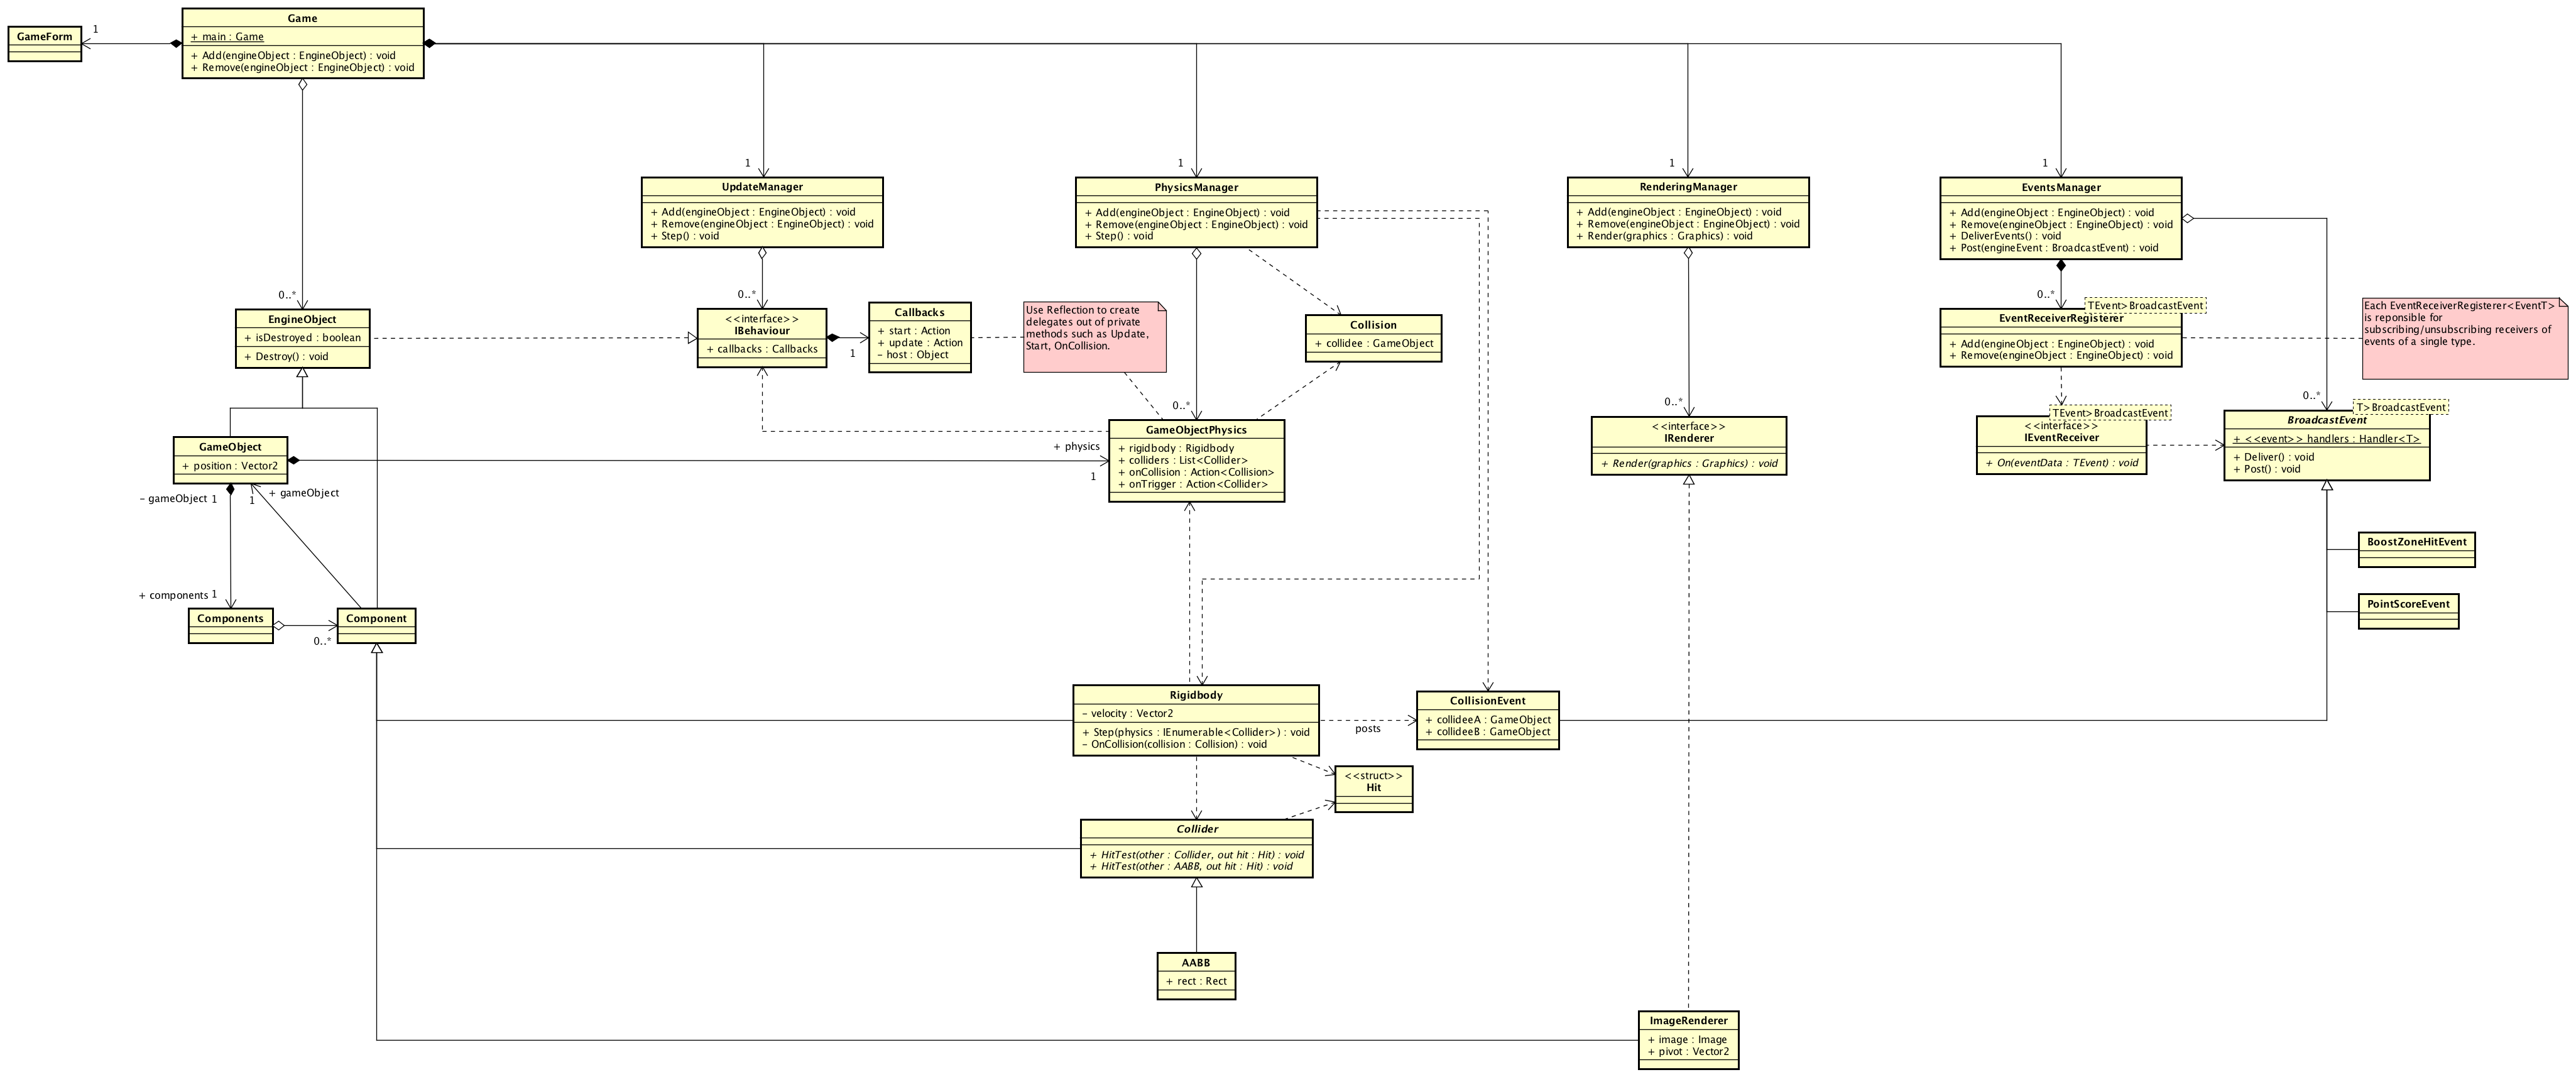 GameForm
1
Game
+ main : Game
+ Add(engineObject : EngineObject) : void
+ Remove(engineObject : EngineObject) : void
1
UpdateManager
+ Add(engineObject : EngineObject) : void
+ Remove(engineObject : EngineObject) : void
+ Step() : void
1
PhysicsManager
+ Add(engineObject : EngineObject) : void
+ Remove(engineObject : EngineObject) : void
+ Step() : void
1
RenderingManager
+ Add(engineObject : EngineObject) : void
+ Remove(engineObject : EngineObject) : void
+ Render(graphics : Graphics) : void
1
EventsManager
+ Add(engineObject : EngineObject) : void
+ Remove(engineObject : EngineObject) : void
+ DeliverEvents() : void
+ Post(engineEvent : BroadcastEvent) : void
0..*
EngineObject
+ isDestroyed : boolean
+ Destroy() : void
0..*
<<interface>>
IBehaviour
+ callbacks : Callbacks
1
Callbacks
+ start : Action
+ update : Action
– host : Object
Use Reflection to create
delegates out of private
methods such as Update,
Start, OnCollision.
Collision
+ collidee : GameObject
0..*
TEvent>BroadcastEvent
EventReceiverRegisterer
+ Add(engineObject : EngineObject) : void
+ Remove(engineObject : EngineObject) : void
Each EventReceiverRegisterer<EventT>
is reponsible for
subscribing/unsubscribing receivers of
events of a single type.
GameObject
+ position : Vector2
+ physics
1
0..*
GameObjectPhysics
+ rigidbody : Rigidbody
+ colliders : List<Collider>
+ onCollision : Action<Collision>
+ onTrigger : Action<Collider>
0..*
<<interface>>
IRenderer
+ Render(graphics : Graphics) : void
TEvent>BroadcastEvent
<<interface>>
IEventReceiver
+ On(eventData : TEvent) : void
0..*
T>BroadcastEvent
BroadcastEvent
+ <<event>> handlers : Handler<T>
+ Deliver() : void
+ Post() : void
– gameObject 1
1
+ gameObject
BoostZoneHitEvent
PointScoreEvent
+ components 1
Components
0..*
Component
Rigidbody
– velocity : Vector2
+ Step(physics : IEnumerable<Collider>) : void
– OnCollision(collision : Collision) : void
posts
CollisionEvent
+ collideeA : GameObject
+ collideeB : GameObject
<<struct>>
Hit
Collider
+ HitTest(other : Collider, out hit : Hit) : void
+ HitTest(other : AABB, out hit : Hit) : void
AABB
+ rect : Rect
ImageRenderer
+ image : Image
+ pivot : Vector2